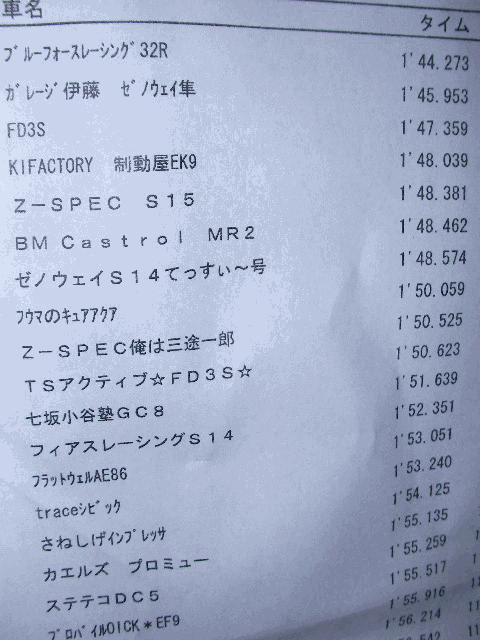 車名 タイム
ﾌﾞﾙｰﾌｫｰｽﾚｰｼﾝｸﾞ32R 1'44.273
ｶﾞﾚｰｼﾞ伊藤 ｾﾞﾉｳｪｲ隼 1'45.953
FD3S 1'47.359
KIFACTORY 制動屋EK9 1'48.039
Ｚ－ＳＰＥＣ Ｓ１５ 1'48.381
ＢＭ Ｃａｓｔｒｏｌ ＭＲ２ 1'48.462
ゼノウェイＳ１４てっすぃ～号 1'48.574
ﾌｳﾏのｷｭｱｱｸｱ 1'50.059
Ｚ－ＳＰＥＣ俺は三途一郎 1'50.525
ＴＳアクティブ☆ＦＤ３Ｓ☆ 1'50.623
七坂小谷塾ＧＣ８ 1'51.639
フィアスレーシングＳ１４ 1'52.351
ﾌﾗｯﾄｳｪﾙAE86 1'53.051
traceｼﾋﾞｯｸ 1'53.240
さねしげｲﾝﾌﾟﾚｯｻ 1'54.125
カエルズ プロミュー 1'55.135
ステテコＤＣ５ 1'55.259
ﾌﾟﾛﾊﾞｲﾙOICK＊EF9 1'55.517
1'55.916
1'56.214